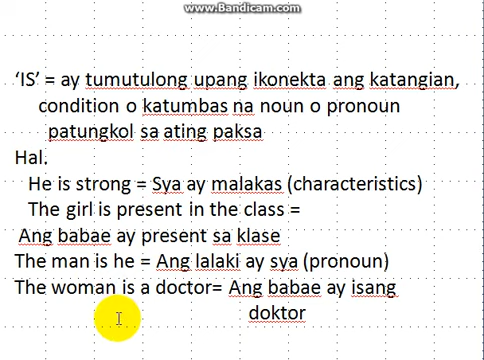 www.Bandicam.com
'IS' = ay tumutulong upang ikonekta ang katangian,
condition o katumbas na noun o pronoun
patungkol sa ating paksa
Hal.
He is strong = Sya ay malakas (characteristics)
The girl is present in the class =
Ang babae ay present sa klase
The man is he = Ang lalaki ay sya (pronoun)
The woman is a doctor= Ang babae ay isang
doktor